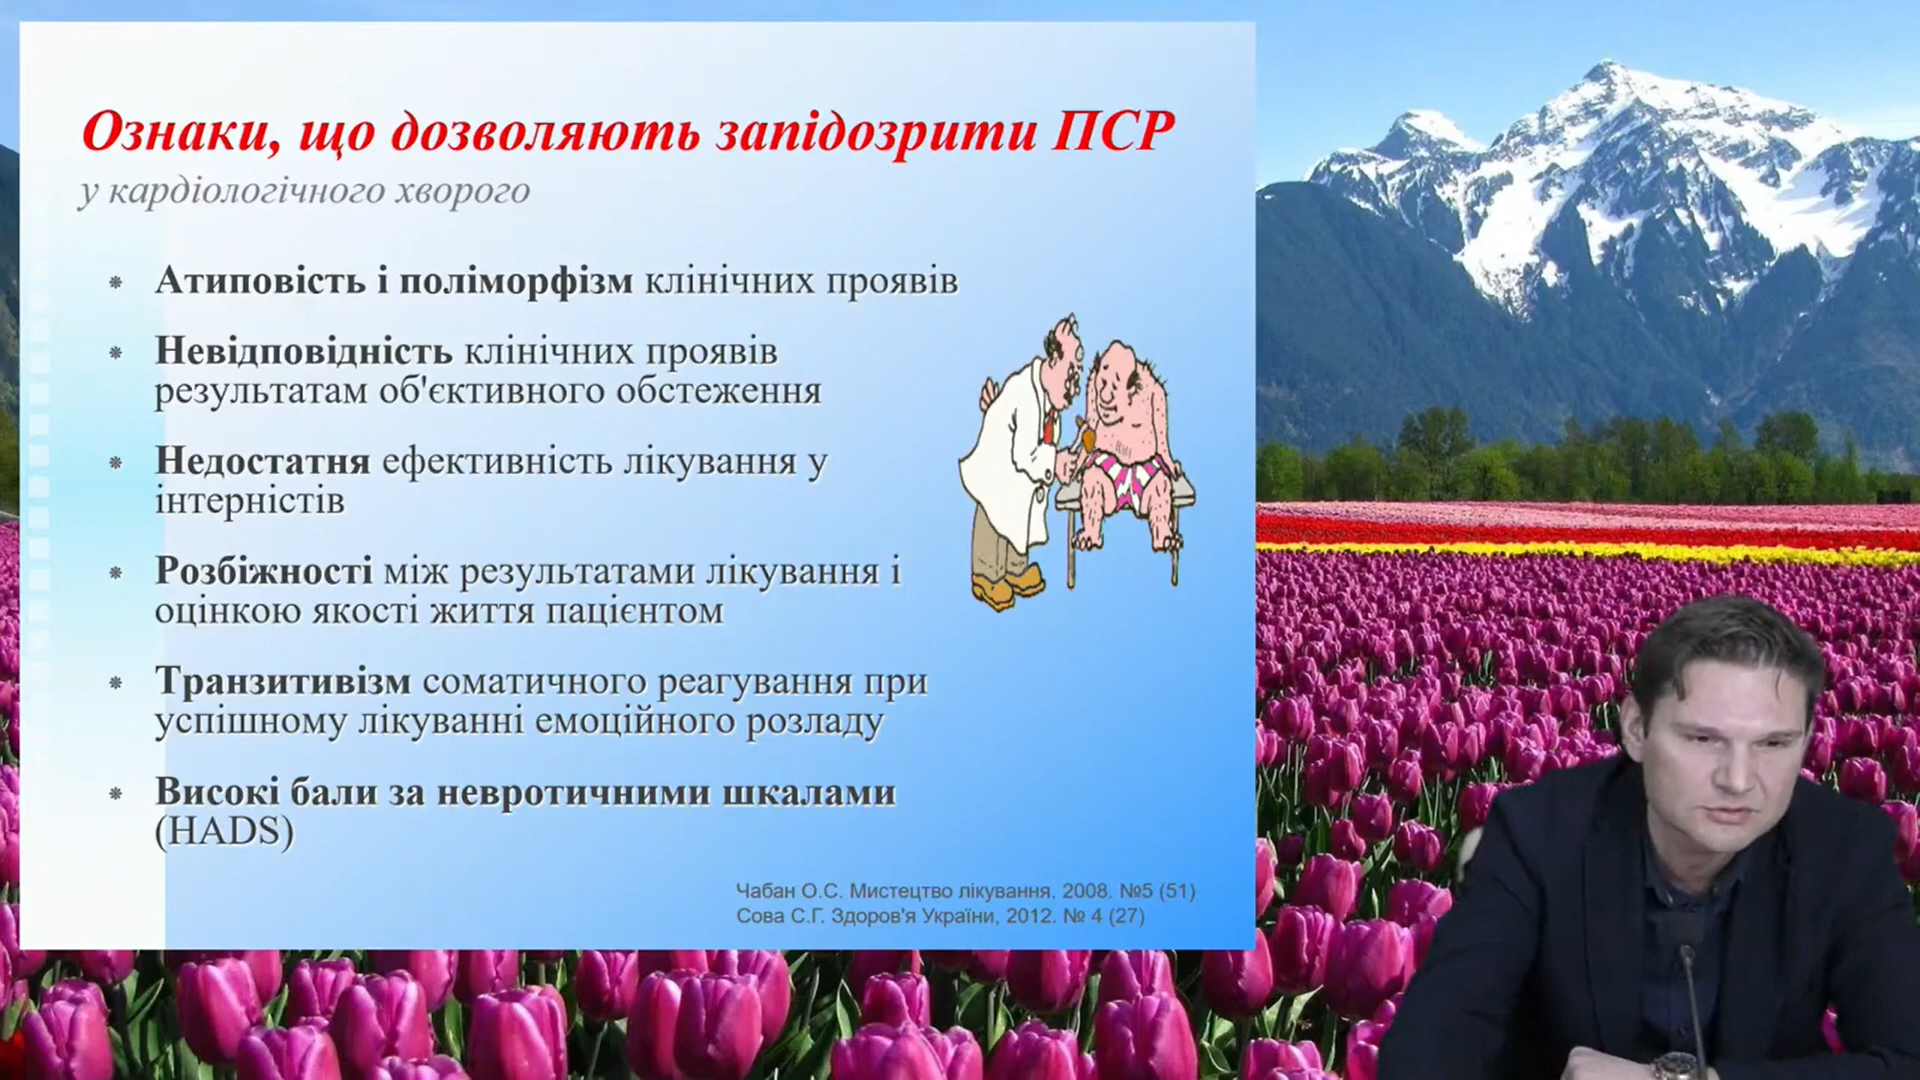 Ознаки, що дозволяють запідозрити ПСР
у кардіологічного хворого
Атиповість і поліморфізм клінічних проявів
Невідповідність клінічних проявів
результатам об'єктивного обстеження
Недостатня ефективність лікування у
інтерністів
Розбіжності між результатами лікування і
оцінкою якості життя пацієнтом
Транзитивізм соматичного реагування при
успішному лікуванні емоційного розладу
Високі бали за невротичними шкалами
(HADS)
Чабан О.С. Мистецтво лікування. 2008. №5 (51)
Сова С.Г. Здоров'я України, 2012. № 4 (27)